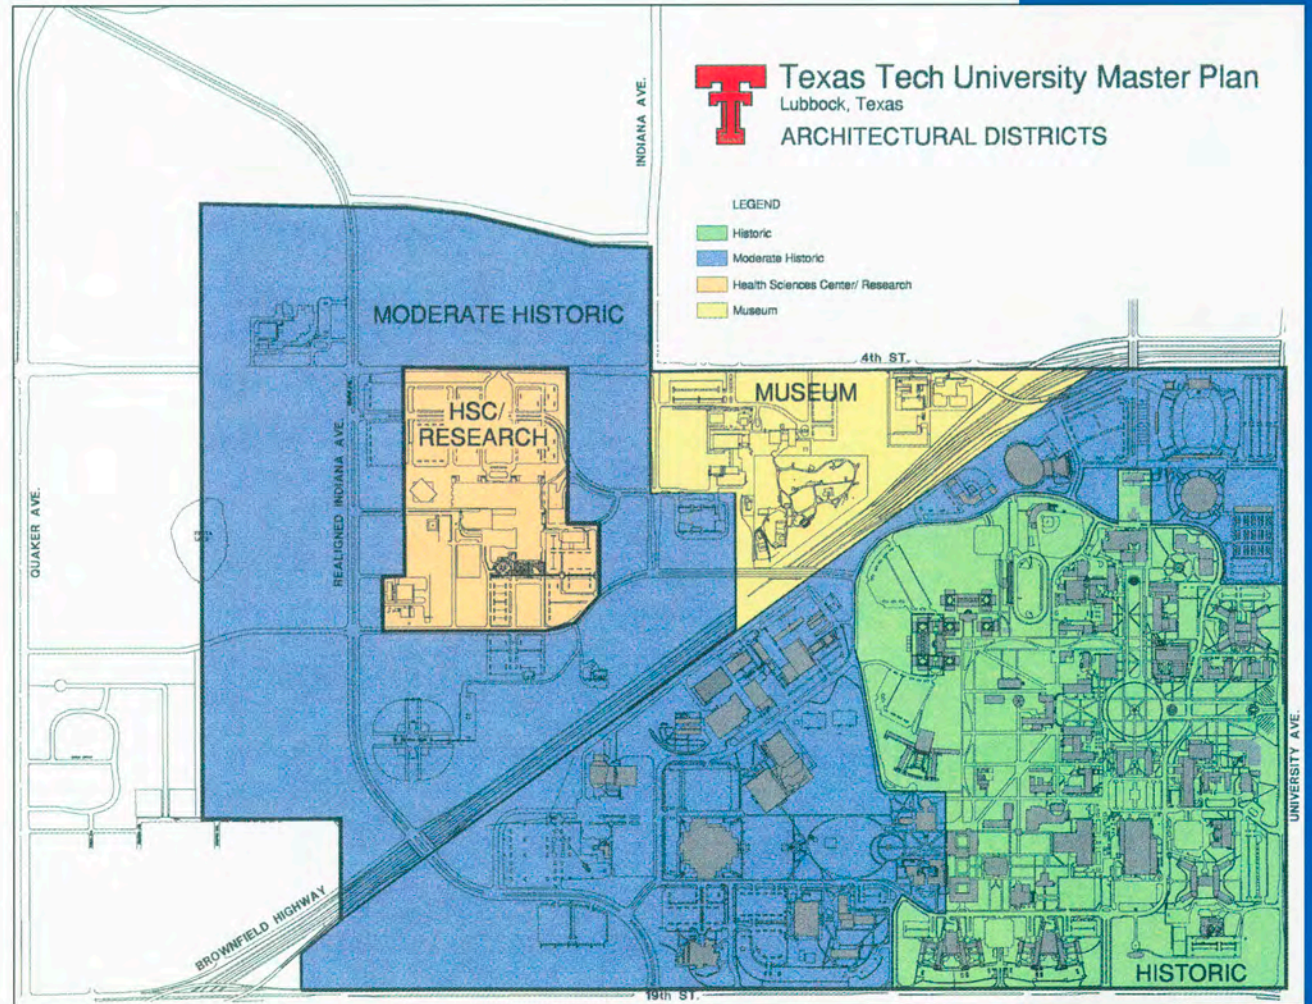 Texas Tech University Master Plan
Lubbock, Texas
ARCHITECTURAL DISTRICTS
LEGEND
Historic
Moderate Historic
Health Sciences Center/ Research
Museum
INDIANA AVE.
MODERATE HISTORIC
4th ST.
MUSEUM
HSC/
RESEARCH
REALIGNED INDIANA AVE.
QUAKER AVE.
UNIVERSITY AVE.
BROWNFIELD HIGHWAY
HISTORIC
19th ST.